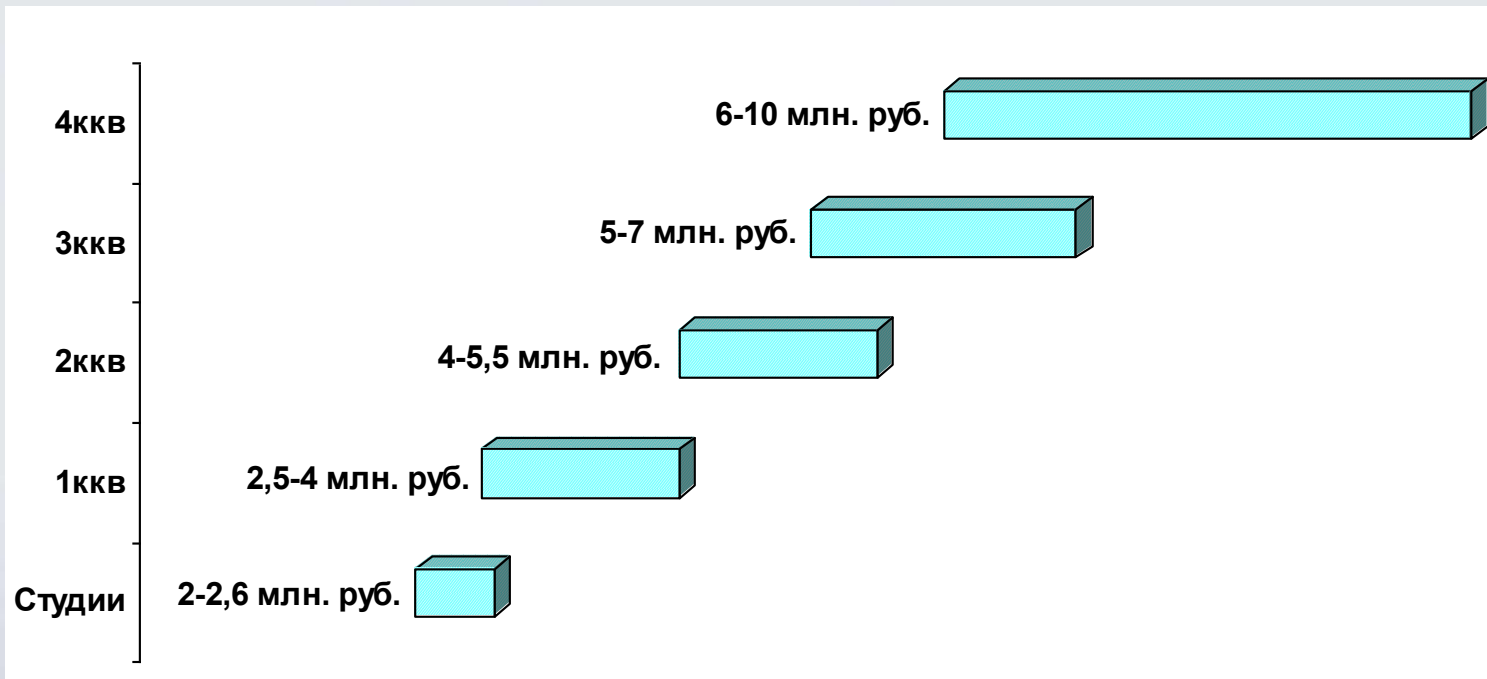 4ккв
6-10 млн. руб.
3ккв
5-7 млн. руб.
2ккв
4-5,5 млн. руб.
1ккв
2,5-4 млн. руб.
Студии
2-2,6 млн. руб.